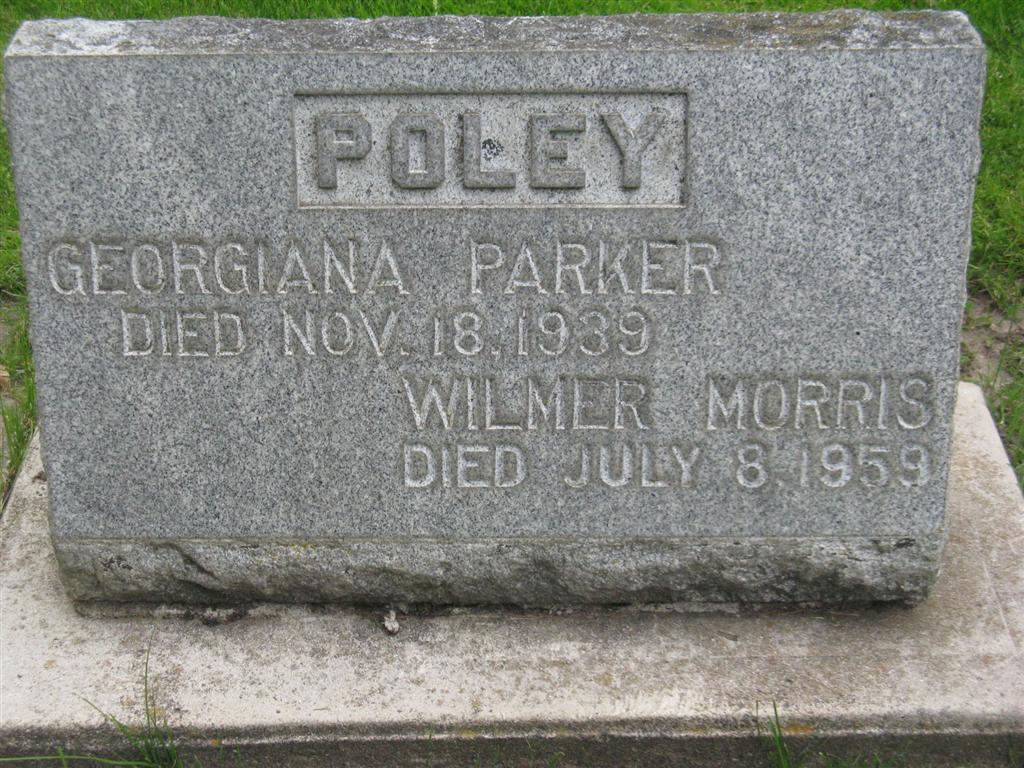 POLEY
GEORGIANA PARKER
DIED NOV. 18, 1939
WILMER MORRIS
DIED JULY 8, 1959